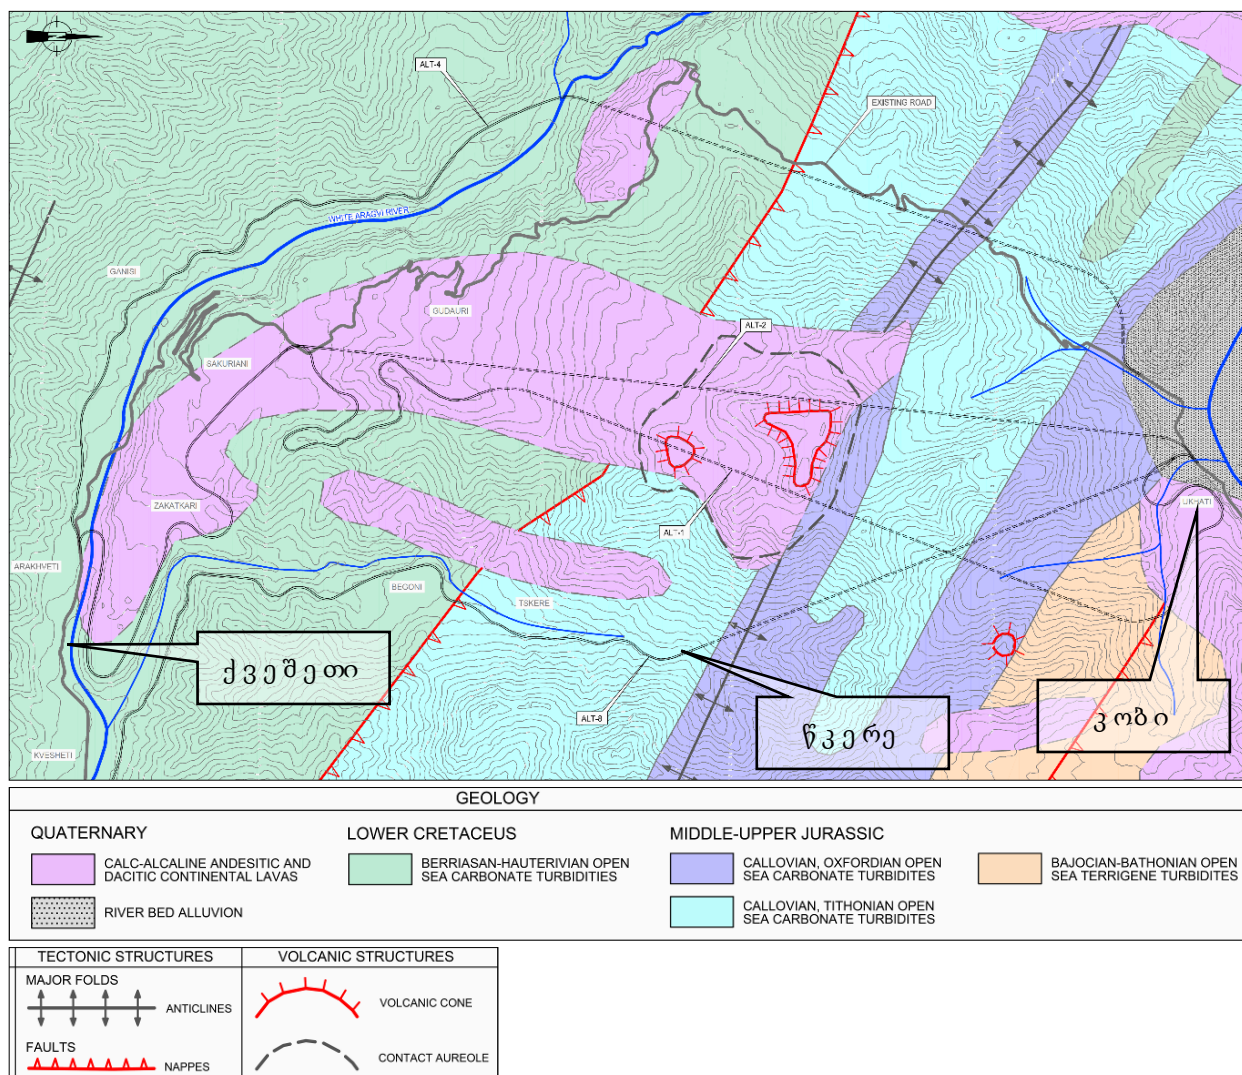 ALT-4
EXISTING ROAD
WHITE ARAGVI RIVER
GANISI
GUDAURI
ALT-2
SAKURIANI
ZAKATKARI
UKHATI
ALT-1
ARAKHVETI
BEGONI
TSKERE
ქვეშეთი
ALT-8
წკერე
კობი
KVESHETI
GEOLOGY
QUATERNARY
CALC-ALCALINE ANDESITIC AND
DACITIC CONTINENTAL LAVAS
RIVER BED ALLUVION
LOWER CRETACEUS
BERRIASAN-HAUTERIVIAN OPEN
SEA CARBONATE TURBIDITIES
MIDDLE-UPPER JURASSIC
CALLOVIAN, OXFORDIAN OPEN
SEA CARBONATE TURBIDITES
CALLOVIAN, TITHONIAN OPEN
SEA CARBONATE TURBIDITES
BAJOCIAN-BATHONIAN OPEN
SEA TERRIGENE TURBIDITES
TECTONIC STRUCTURES
MAJOR FOLDS
ANTICLINES
FAULTS
NAPPES
VOLCANIC STRUCTURES
VOLCANIC CONE
CONTACT AUREOLE